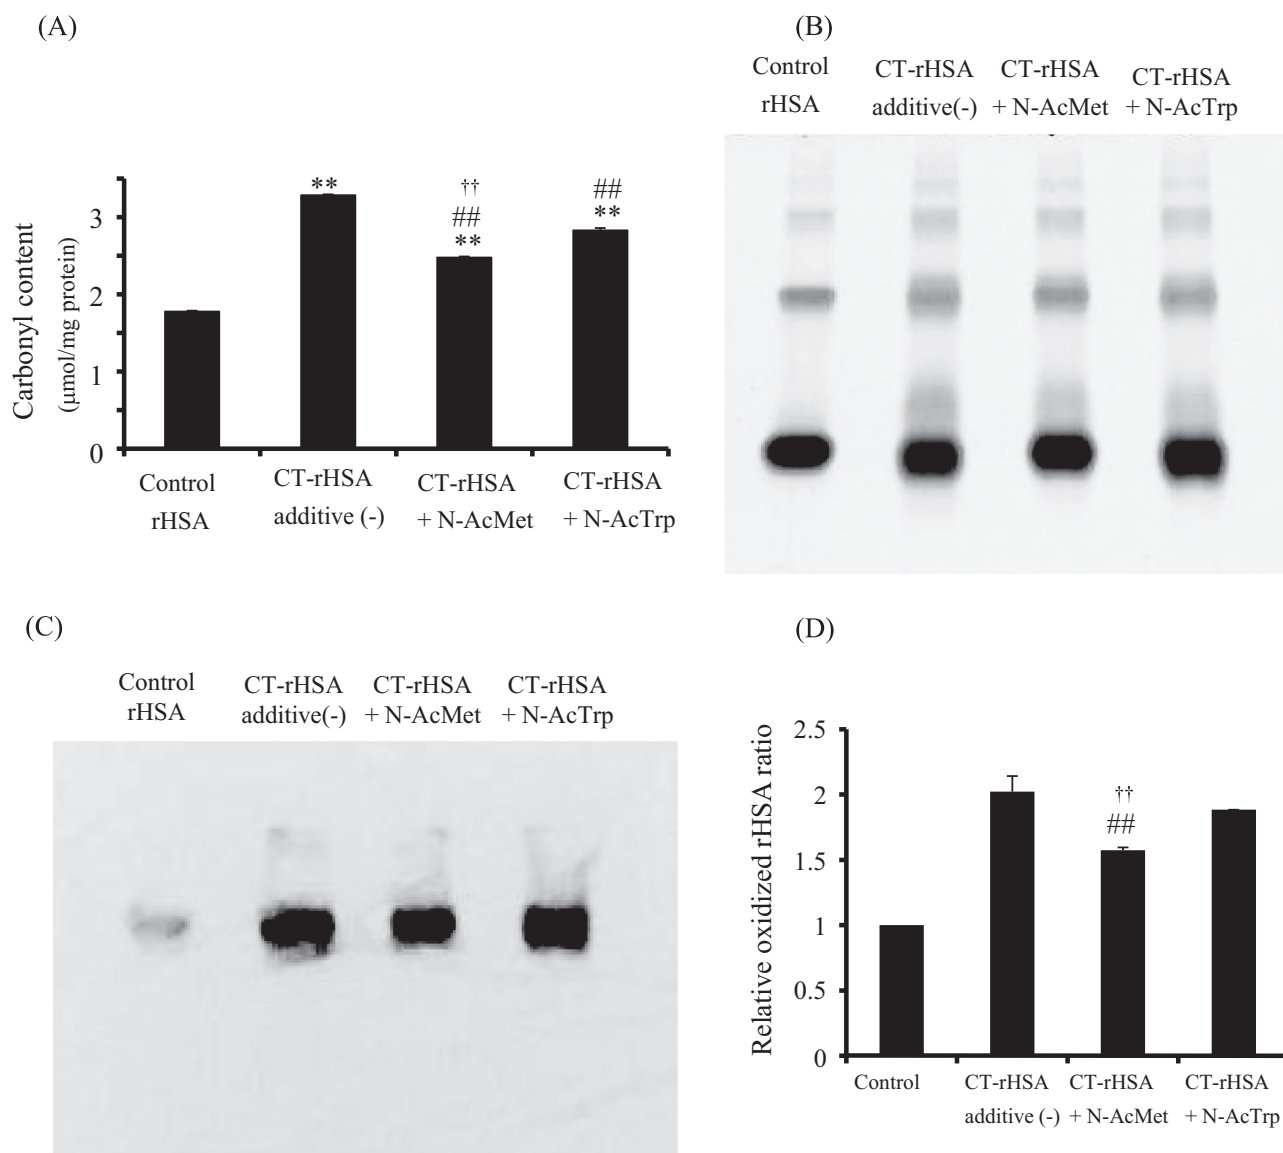 (A)
Carbonyl content
(μmol/mg protein)
3
2
1
0
**
††
##
**
##
**
Control
rHSA
CT-rHSA
additive (-)
CT-rHSA
+ N-AcMet
CT-rHSA
+ N-AcTrp
(B)
Control
rHSA
CT-rHSA
additive(-)
CT-rHSA
+ N-AcMet
CT-rHSA
+ N-AcTrp
(C)
Control
rHSA
CT-rHSA
additive(-)
CT-rHSA
+ N-AcMet
CT-rHSA
+ N-AcTrp
(D)
Relative oxidized rHSA ratio
2.5
2
1.5
1
0.5
0
††
##
Control
CT-rHSA
additive (-)
CT-rHSA
+ N-AcMet
CT-rHSA
+ N-AcTrp